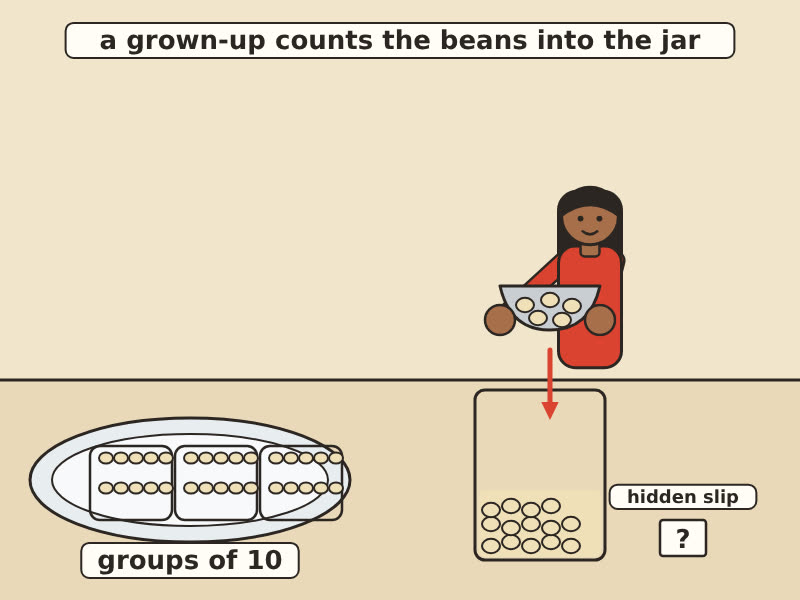 a grown-up counts the beans into the jar
hidden slip
?
groups of 10